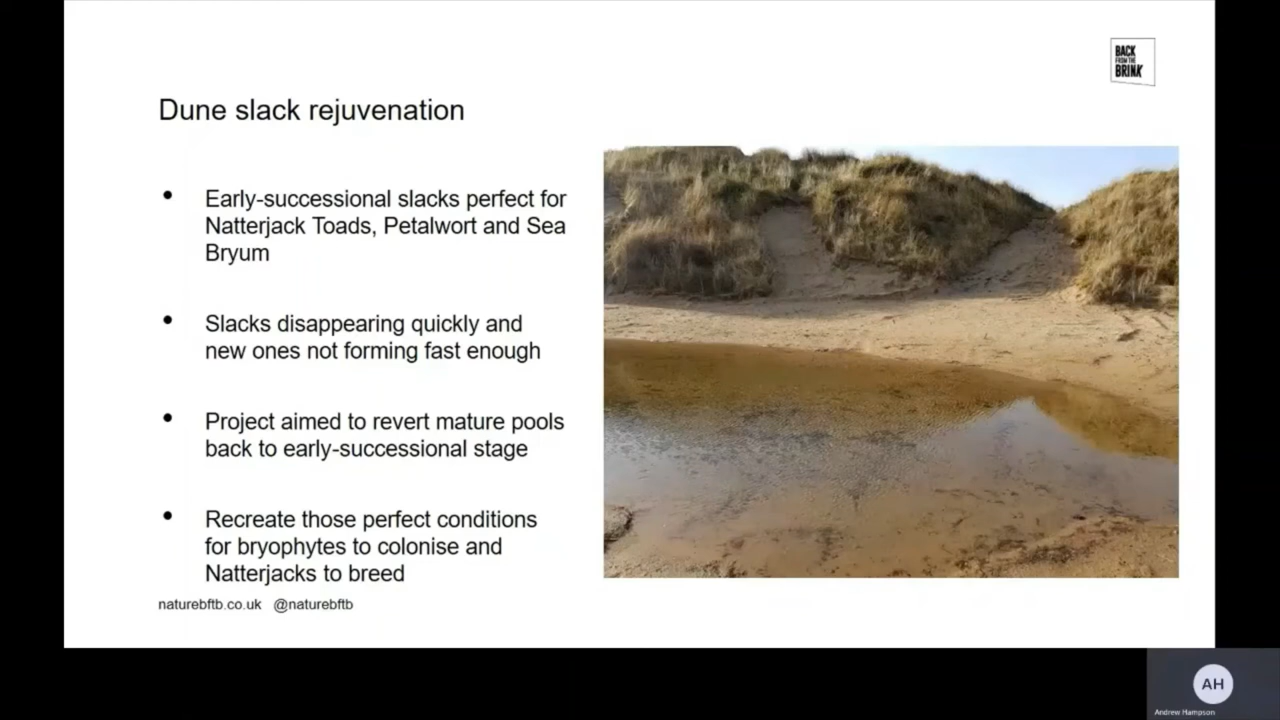 BACK
FROM THE
BRINK
Dune slack rejuvenation
• Early-successional slacks perfect for
Natterjack Toads, Petalwort and Sea
Bryum
• Slacks disappearing quickly and
new ones not forming fast enough
• Project aimed to revert mature pools
back to early-successional stage
• Recreate those perfect conditions
for bryophytes to colonise and
Natterjacks to breed
naturebftb.co.uk @naturebftb
AH
Andrew Hampson